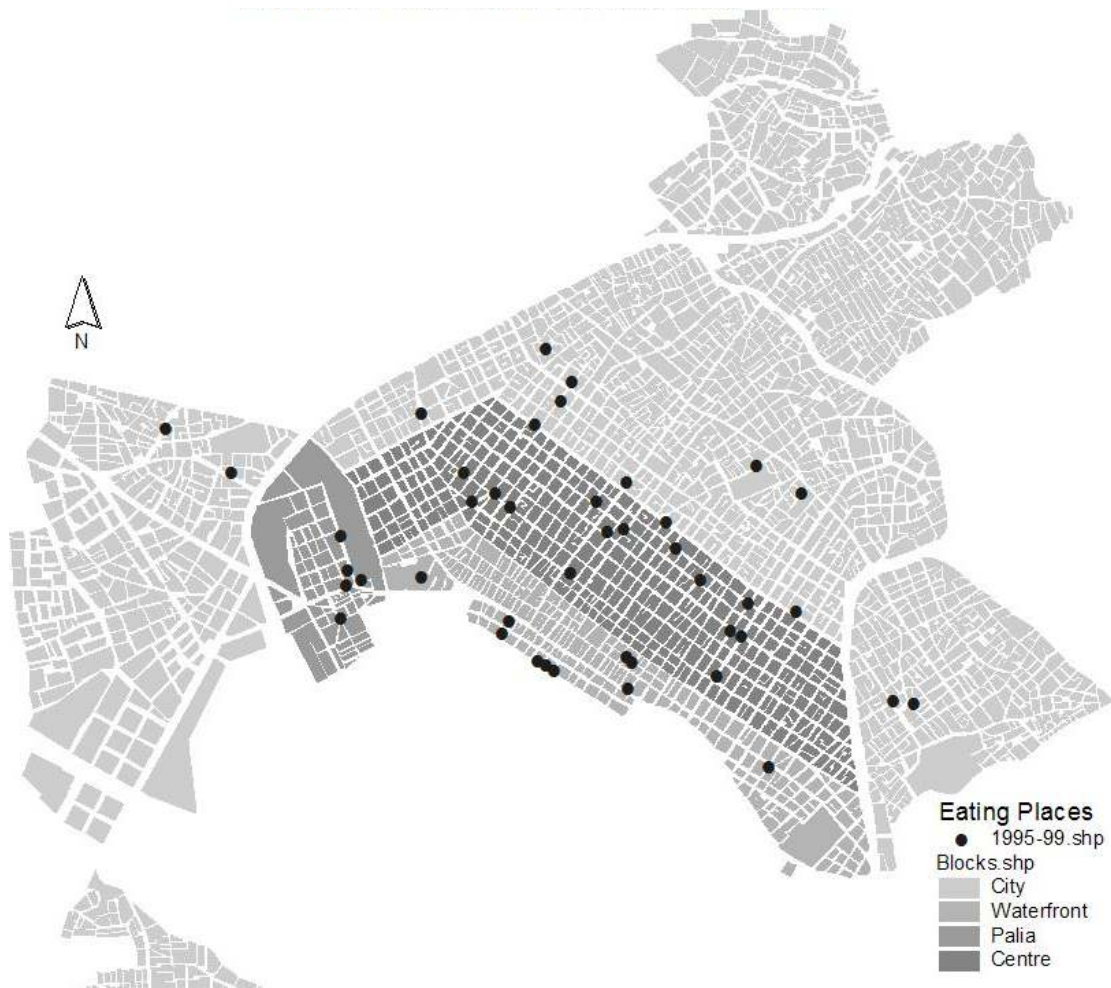 N
Eating Places
1995-99.shp
Blocks.shp
City
Waterfront
Palia
Centre